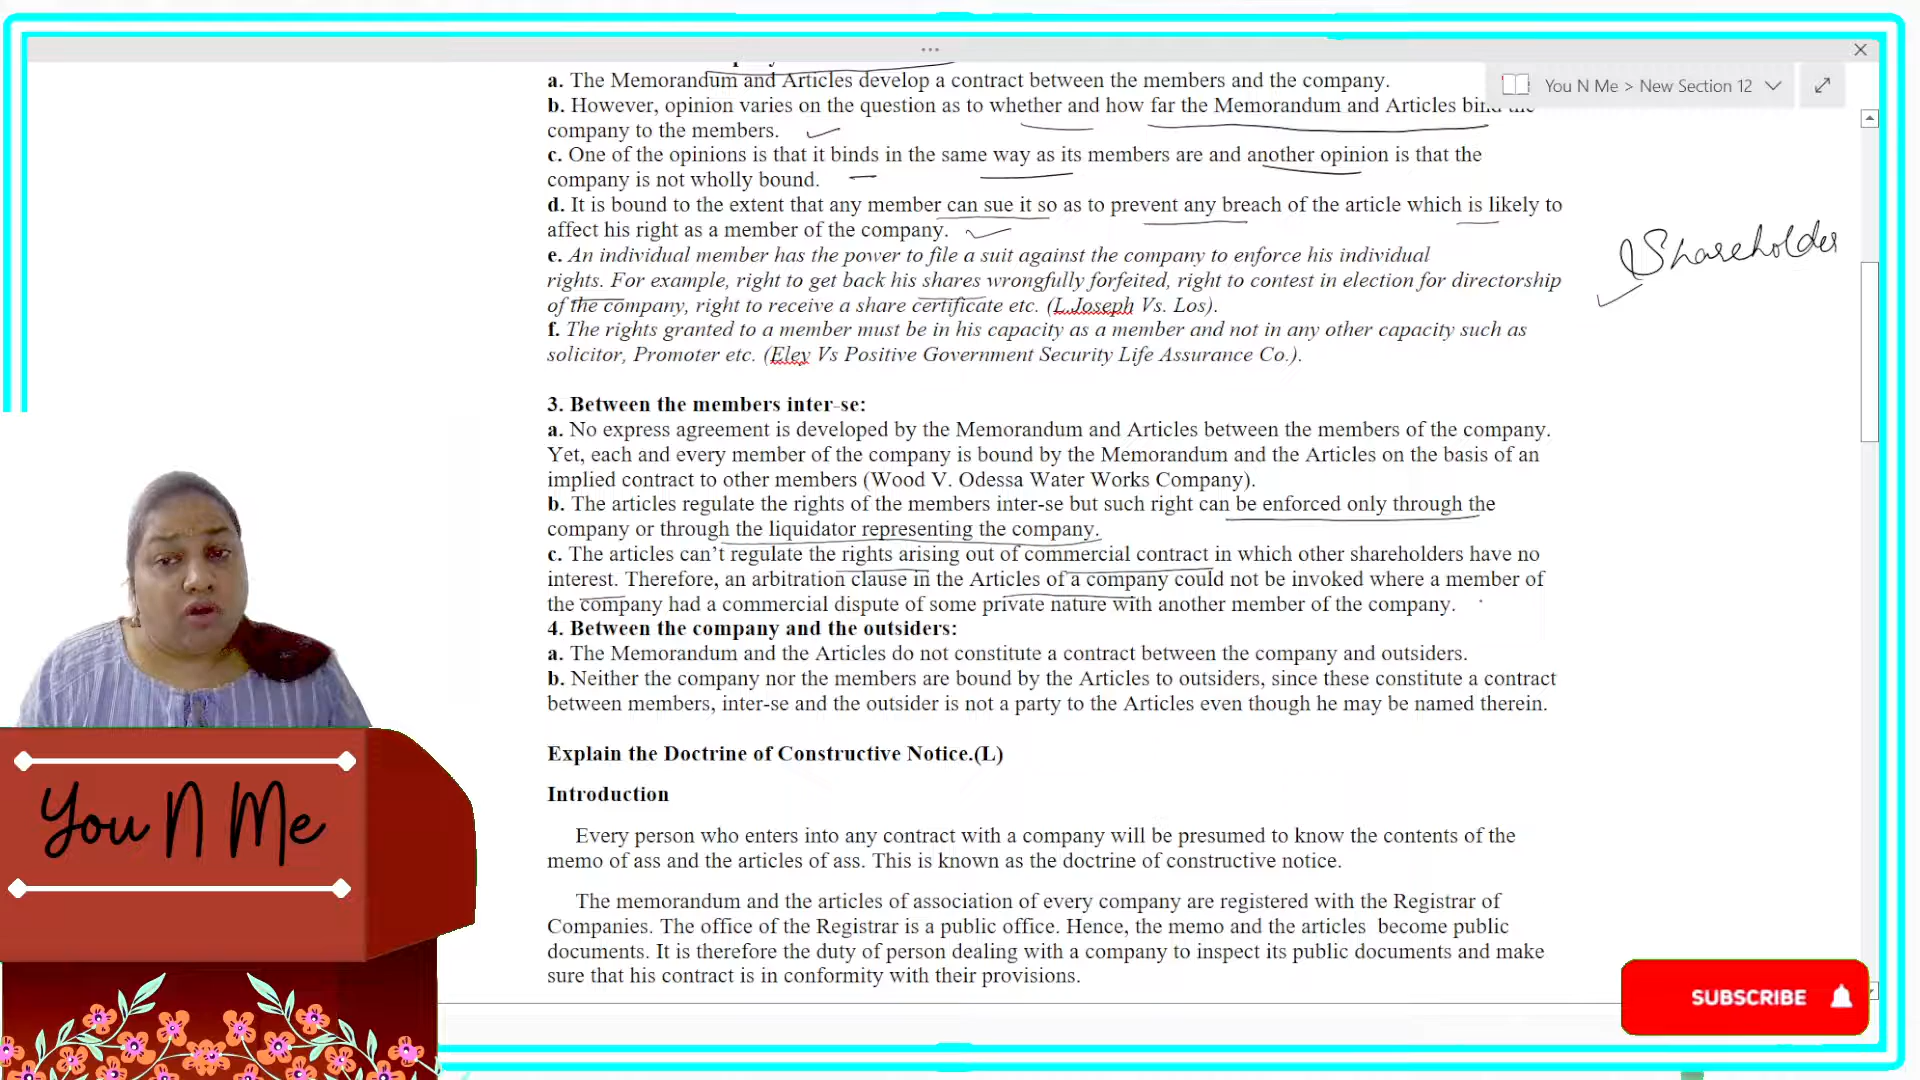 a. The Memorandum and Articles develop a contract between the members and the company.
You N Me > New Section 12
b. However, opinion varies on the question as to whether and how far the Memorandum and Articles bind the
company to the members.
c. One of the opinions is that it binds in the same way as its members are and another opinion is that the
company is not wholly bound.
d. It is bound to the extent that any member can sue it so as to prevent any breach of the article which is likely to
affect his right as a member of the company.
Shareholder
e. An individual member has the power to file a suit against the company to enforce his individual
rights. For example, right to get back his shares wrongfully forfeited, right to contest in election for directorship
of the company, right to receive a share certificate etc. (L.Joseph Vs. Los).
f. The rights granted to a member must be in his capacity as a member and not in any other capacity such as
solicitor, Promoter etc. (Eley Vs Positive Government Security Life Assurance Co.).
3. Between the members inter-se:
a. No express agreement is developed by the Memorandum and Articles between the members of the company.
Yet, each and every member of the company is bound by the Memorandum and the Articles on the basis of an
implied contract to other members (Wood V. Odessa Water Works Company).
b. The articles regulate the rights of the members inter-se but such right can be enforced only through the
company or through the liquidator representing the company.
c. The articles can’t regulate the rights arising out of commercial contract in which other shareholders have no
interest. Therefore, an arbitration clause in the Articles of a company could not be invoked where a member of
the company had a commercial dispute of some private nature with another member of the company.
4. Between the company and the outsiders:
a. The Memorandum and the Articles do not constitute a contract between the company and outsiders.
b. Neither the company nor the members are bound by the Articles to outsiders, since these constitute a contract
between members, inter-se and the outsider is not a party to the Articles even though he may be named therein.
Explain the Doctrine of Constructive Notice.(L)
Introduction
Every person who enters into any contract with a company will be presumed to know the contents of the
memo of ass and the articles of ass. This is known as the doctrine of constructive notice.
The memorandum and the articles of association of every company are registered with the Registrar of
Companies. The office of the Registrar is a public office. Hence, the memo and the articles become public
documents. It is therefore the duty of person dealing with a company to inspect its public documents and make
sure that his contract is in conformity with their provisions.
You N Me
SUBSCRIBE